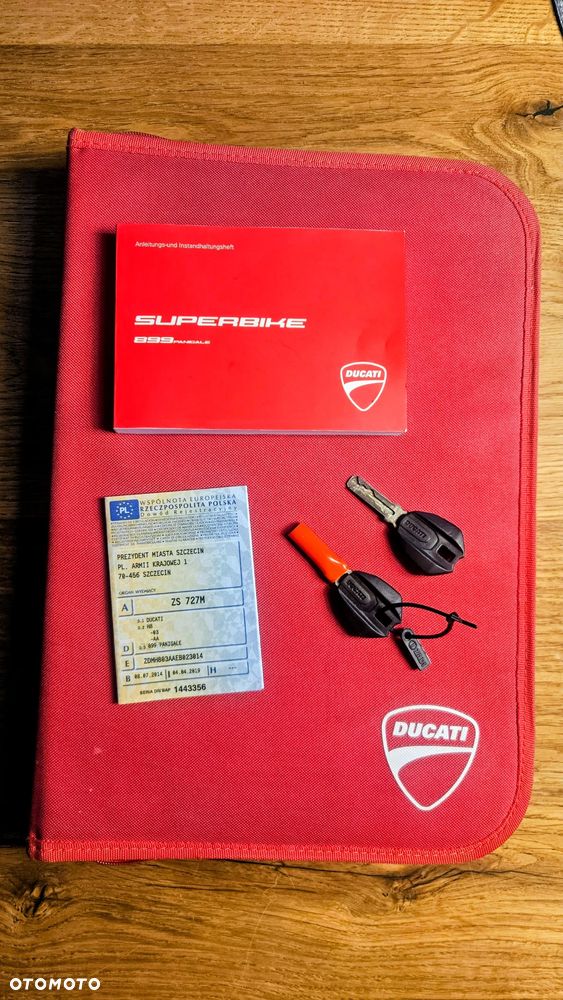 Anleitungs-und Instandhaltungsheft
SUPERBIKE
899 PANIGALE
DUCATI
PL
WSPÓLNOTA EUROPEJSKA
RZECZPOSPOLITA POLSKA
Dowód Rejestracyjny
PREZYDENT MIASTA SZCZECIN
PL. ARMII KRAJOWEJ 1
70-456 SZCZECIN
ORGAN WYDAJĄCY
A ZS 727M
D.1 DUCATI
D.2 H8
-03
-AA
D D.3 899 PANIGALE
E ZDMH803AAEB023014
B 08.07.2014 I 04.04.2019 H ---
SERIA DR/BAP 1443356
DUCATI
DUCATI
OTOMOTO